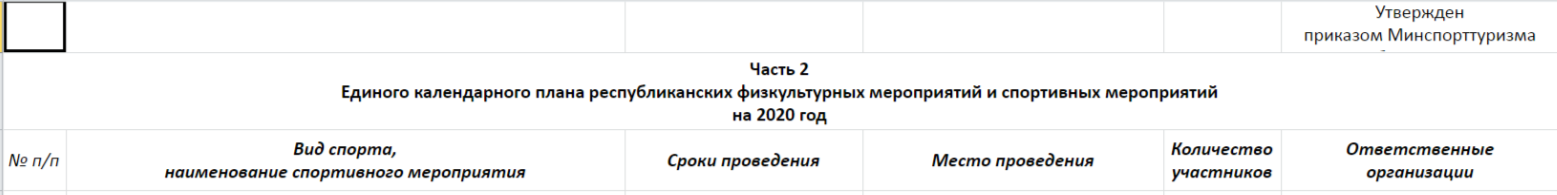 Утвержден
приказом Минспорттуризма
Часть 2
Единого календарного плана республиканских физкультурных мероприятий и спортивных мероприятий
на 2020 год
№ п/п
Вид спорта,
наименование спортивного мероприятия
Сроки проведения
Место проведения
Количество
участников
Ответственные
организации